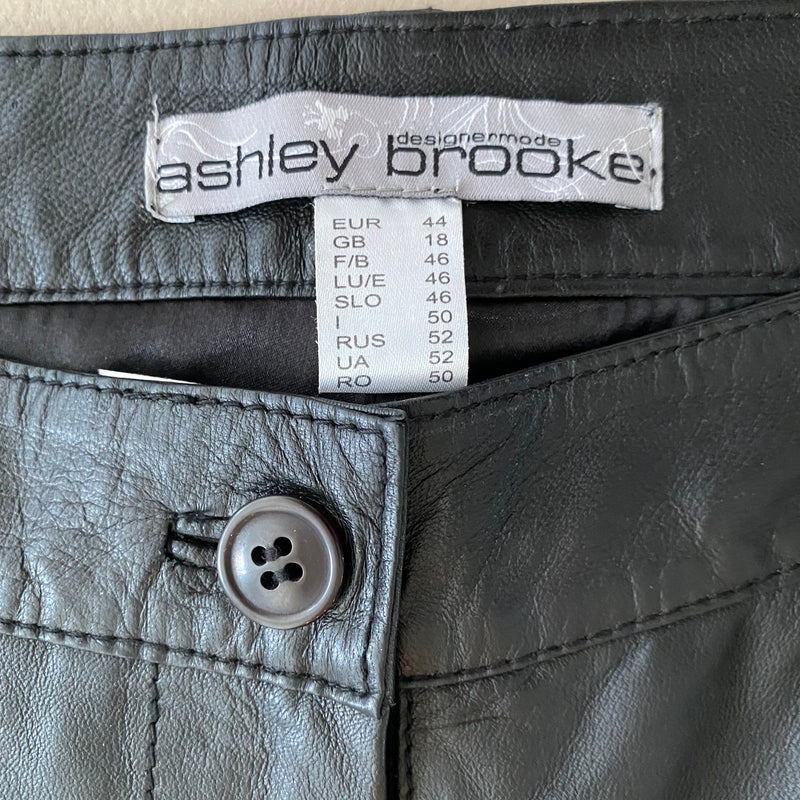 designermode
ashley brooke
EUR 44
GB 18
F/B 46
LU/E 46
SLO 46
I 50
RUS 52
UA 52
RO 50